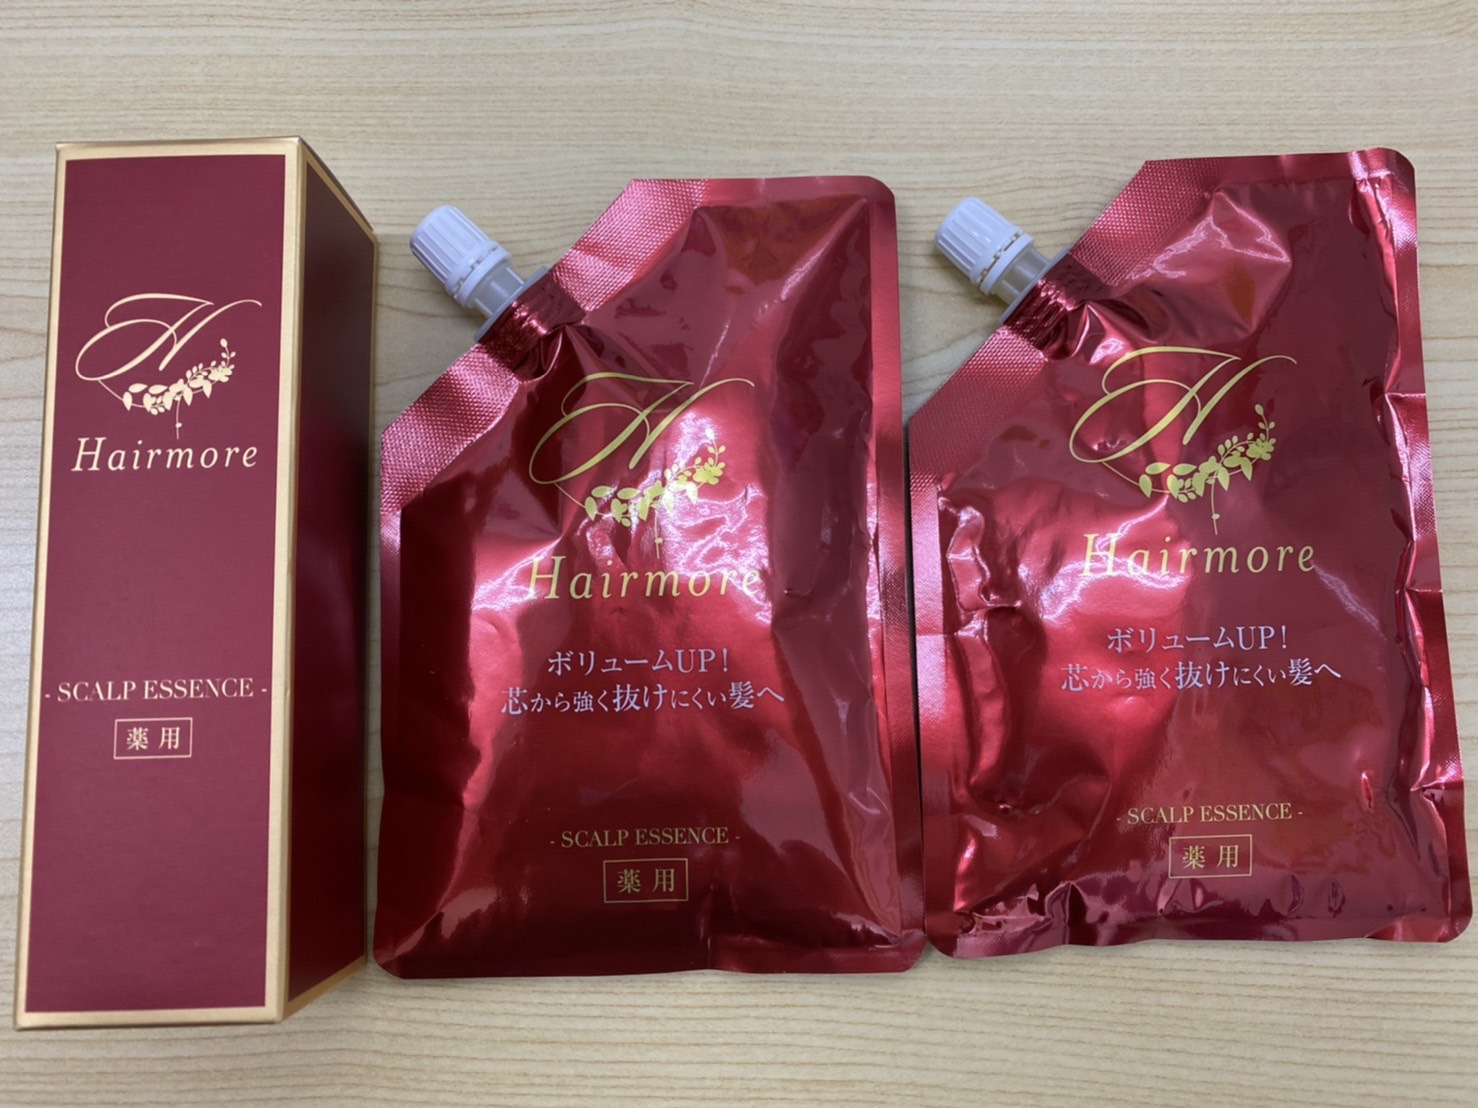 H
Hairmore
- SCALP ESSENCE -
薬用
H
Hairmore
ボリュームUP!
芯から強く抜けにくい髪へ
- SCALP ESSENCE -
薬用
H
Hairmore
ボリュームUP!
芯から強く抜けにくい髪へ
- SCALP ESSENCE -
薬用